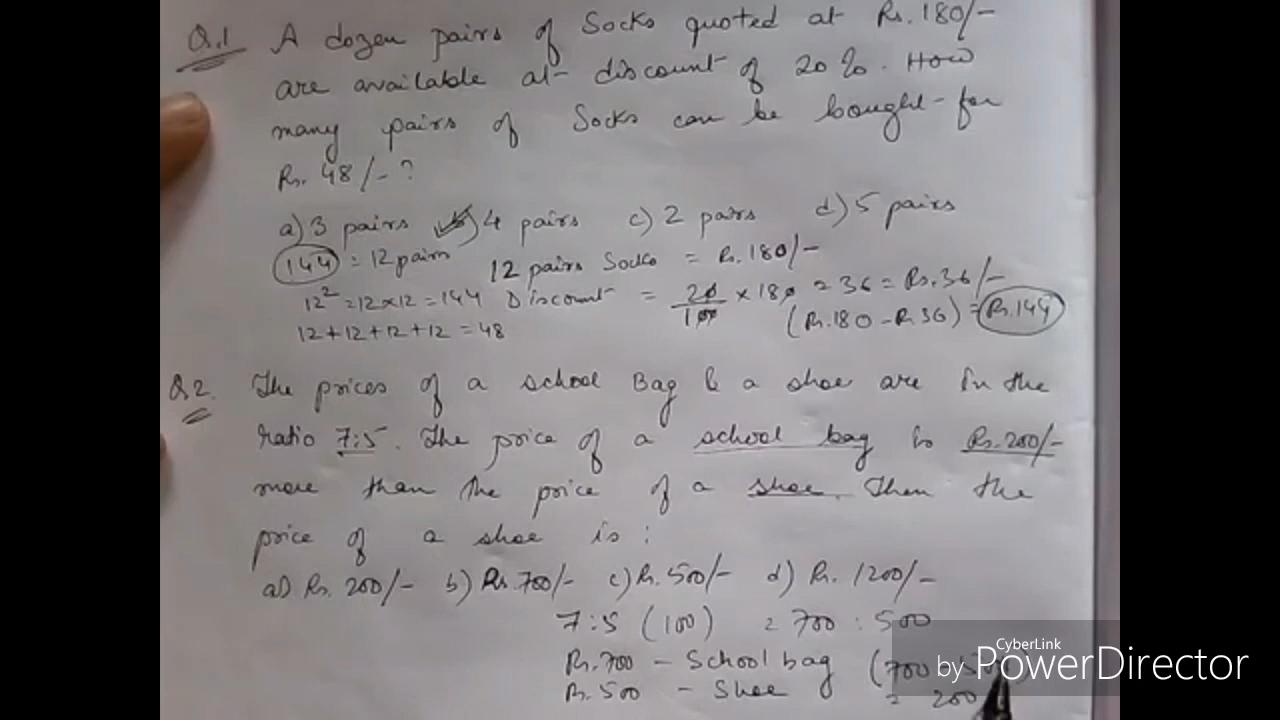 Q.1 A dozen pairs of Socks quoted at Rs.180/-
are available at discount of 20%. How
many pairs of Socks can be bought for
Rs. 48/-?
a) 3 pairs b) 4 pairs c) 2 pairs d) 5 pairs
144 = 12 pairs 12 pairs Socks = Rs.180/-
12² = 12 x 12 = 144 Discount = 20/100 x 180 = 36 = Rs.36/-
12+12+12+12 = 48 (Rs.180 - Rs.36) = Rs.144
Q2. The prices of a school Bag & a shoe are in the
ratio 7:5. The price of a school bag is Rs.200/-
more than the price of a shoe. Then the
price of a shoe is:
a) Rs. 200/- b) Rs. 700/- c) Rs. 500/- d) Rs. 1200/-
7:5 (100) = 700 : 500
Rs.700 - School bag (700
Rs.500 - Shoe = 200
CyberLink
by PowerDirector